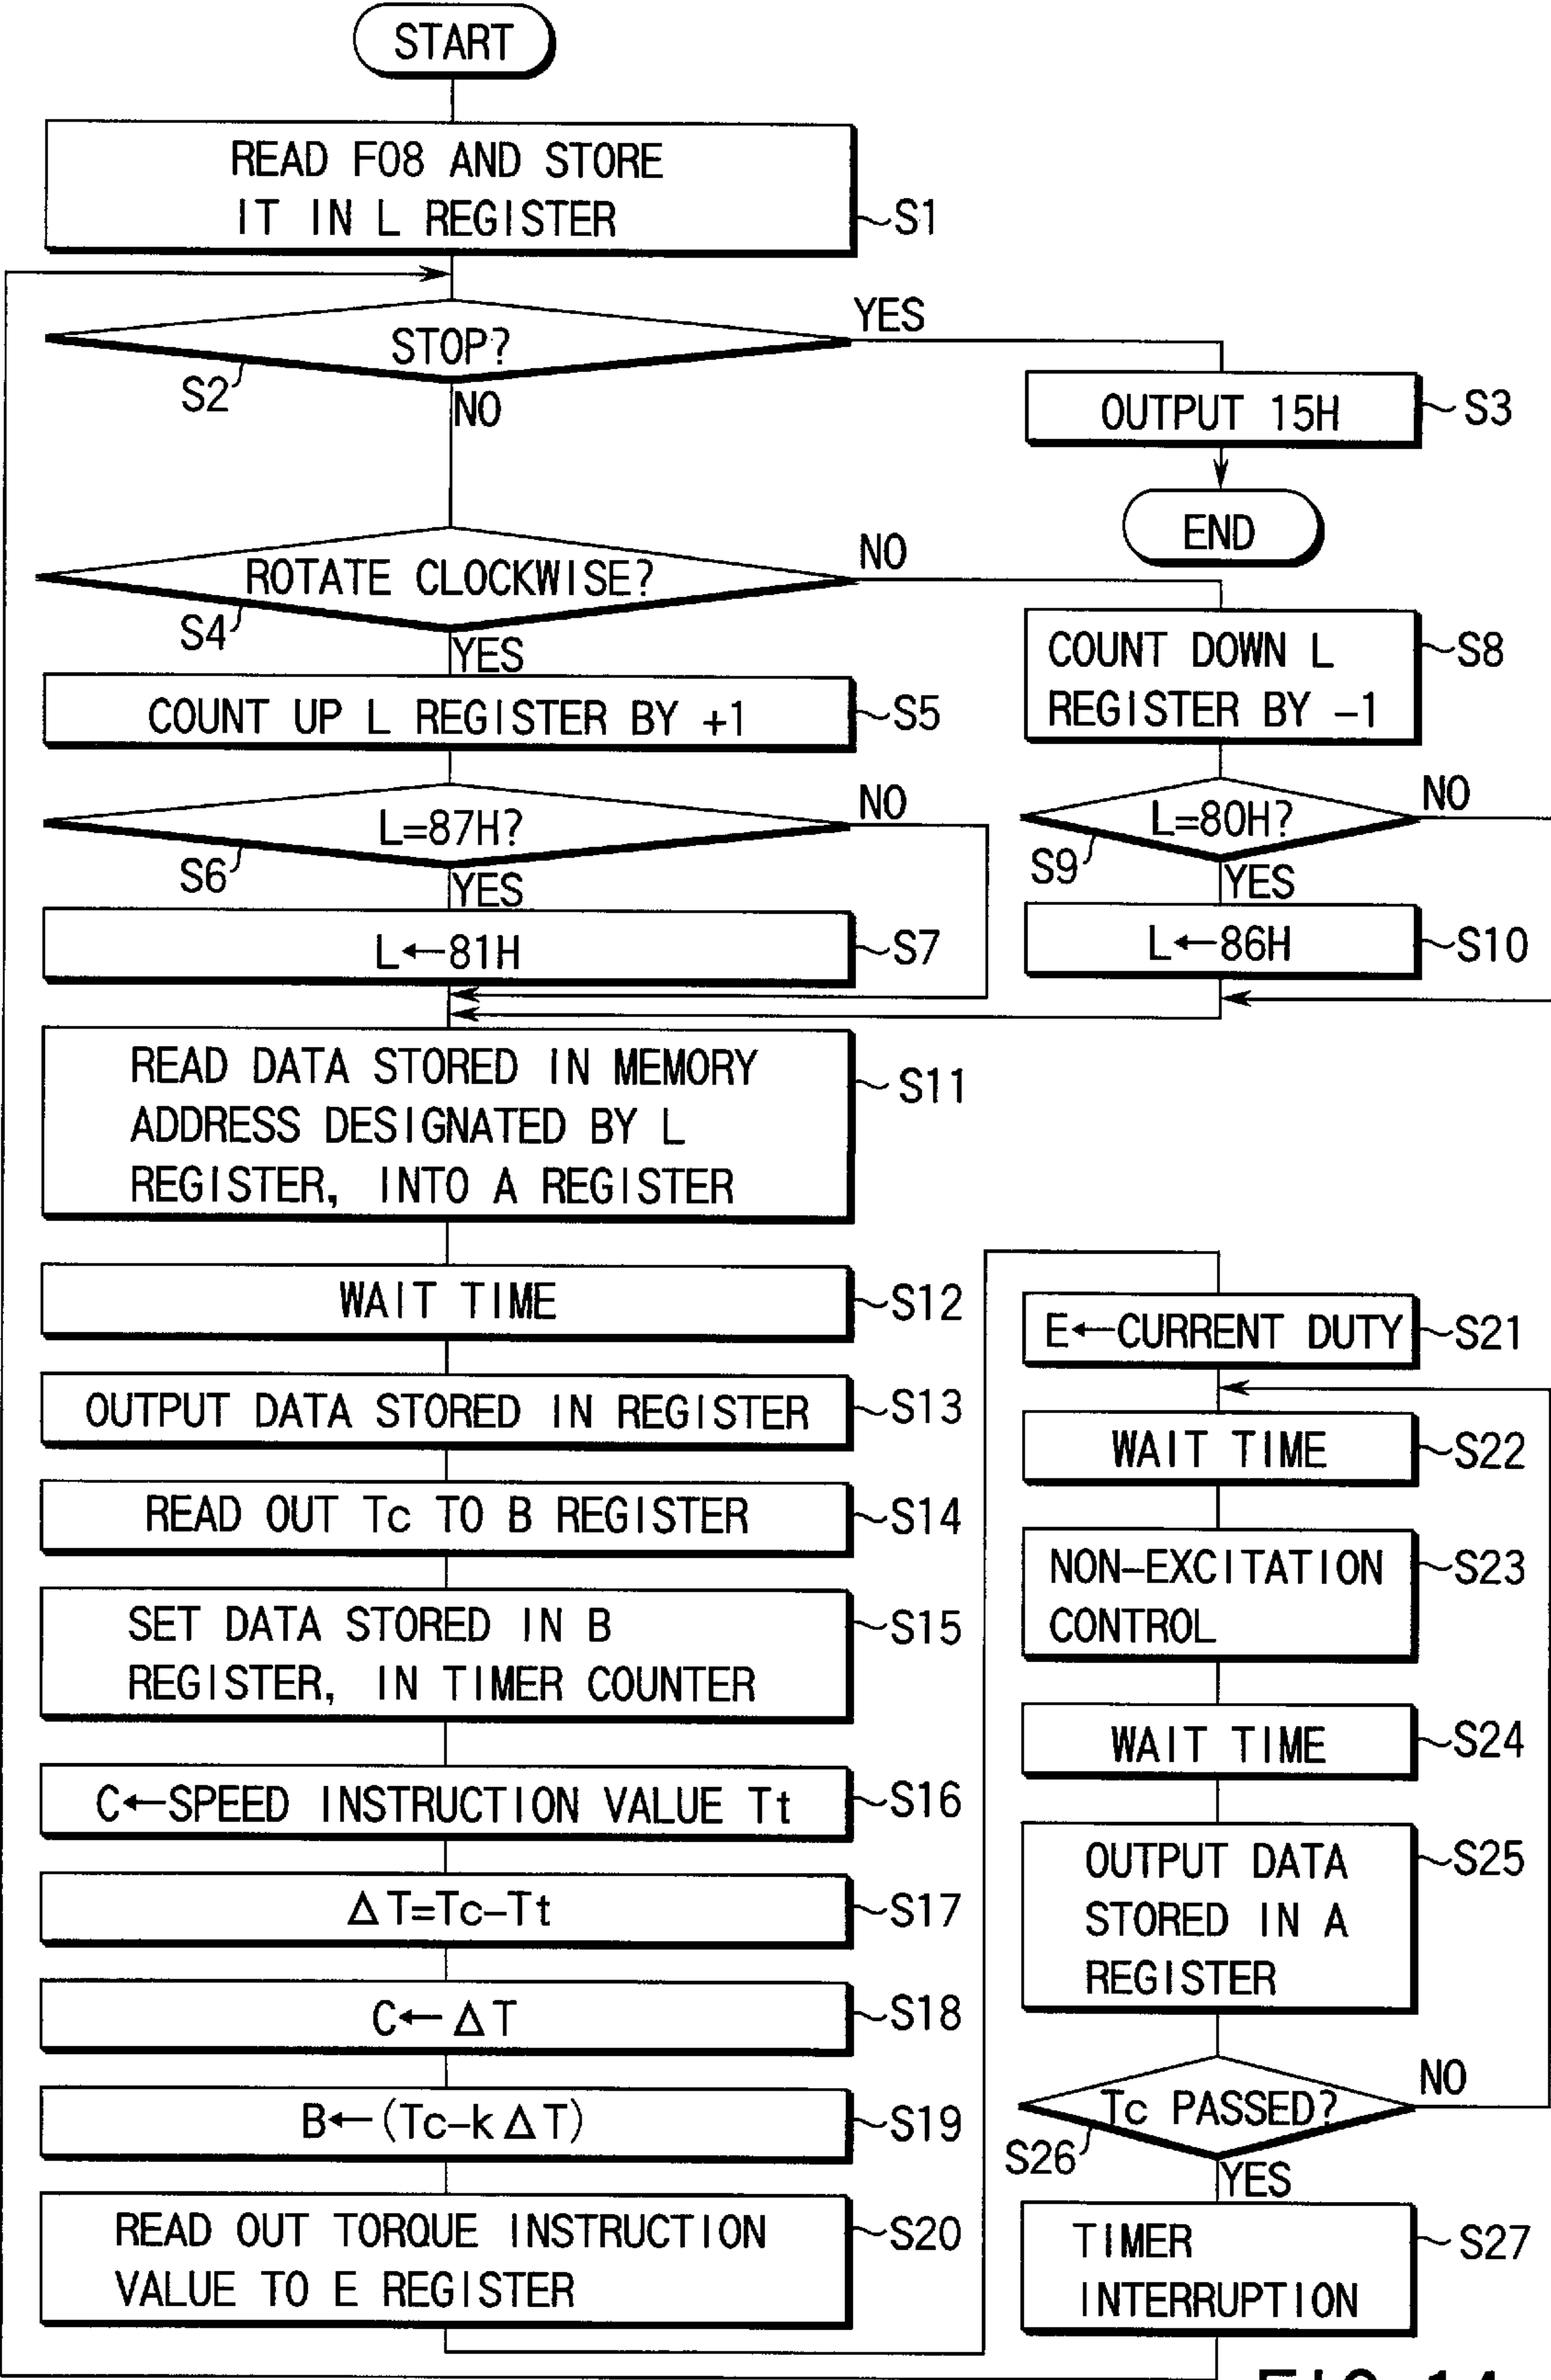 START
READ F08 AND STORE
IT IN L REGISTER
S1
STOP?
YES
S2
NO
OUTPUT 15H
S3
END
ROTATE CLOCKWISE?
NO
S4
YES
COUNT UP L REGISTER BY +1
S5
COUNT DOWN L
REGISTER BY -1
S8
L=87H?
NO
S6
YES
L=80H?
NO
S9
YES
L←81H
S7
L←86H
S10
READ DATA STORED IN MEMORY
ADDRESS DESIGNATED BY L
REGISTER, INTO A REGISTER
S11
WAIT TIME
S12
OUTPUT DATA STORED IN REGISTER
S13
READ OUT Tc TO B REGISTER
S14
SET DATA STORED IN B
REGISTER, IN TIMER COUNTER
S15
C←SPEED INSTRUCTION VALUE Tt
S16
ΔT=Tc-Tt
S17
C←ΔT
S18
B←(Tc-kΔT)
S19
READ OUT TORQUE INSTRUCTION
VALUE TO E REGISTER
S20
E←CURRENT DUTY
S21
WAIT TIME
S22
NON-EXCITATION
CONTROL
S23
WAIT TIME
S24
OUTPUT DATA
STORED IN A
REGISTER
S25
Tc PASSED?
NO
S26
YES
TIMER
INTERRUPTION
S27